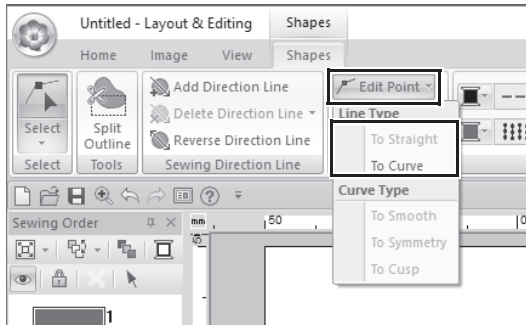 Untitled - Layout & Editing
Shapes
Home
Image
View
Shapes
Select
Select
Split
Outline
Tools
Add Direction Line
Delete Direction Line
Reverse Direction Line
Sewing Direction Line
Edit Point
Line Type
To Straight
To Curve
Curve Type
To Smooth
To Symmetry
To Cusp
Sewing Order
mm
50
0
1